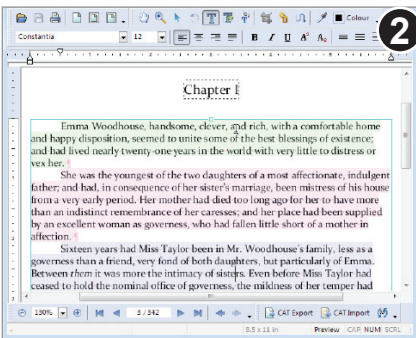 Colour
2
Constantia 12 B I U A² A₂
Chapter I
Emma Woodhouse, handsome, clever, and rich, with a comfortable home
and happy disposition, seemed to unite some of the best blessings of existence;
and had lived nearly twenty-one years in the world with very little to distress or
vex her. ¶
She was the youngest of the two daughters of a most affectionate, indulgent
father; and had, in consequence of her sister's marriage, been mistress of his house
from a very early period. Her mother had died too long ago for her to have more
than an indistinct remembrance of her caresses; and her place had been supplied
by an excellent woman as governess, who had fallen little short of a mother in
affection. ¶
Sixteen years had Miss Taylor been in Mr. Woodhouse's family, less as a
governess than a friend, very fond of both daughters, but particularly of Emma.
Between them it was more the intimacy of sisters. Even before Miss Taylor had
ceased to hold the nominal office of governess, the mildness of her temper had
130% 3 / 342 CAT Export CAT Import
8.5 x 11 in Preview CAP NUM SCRL